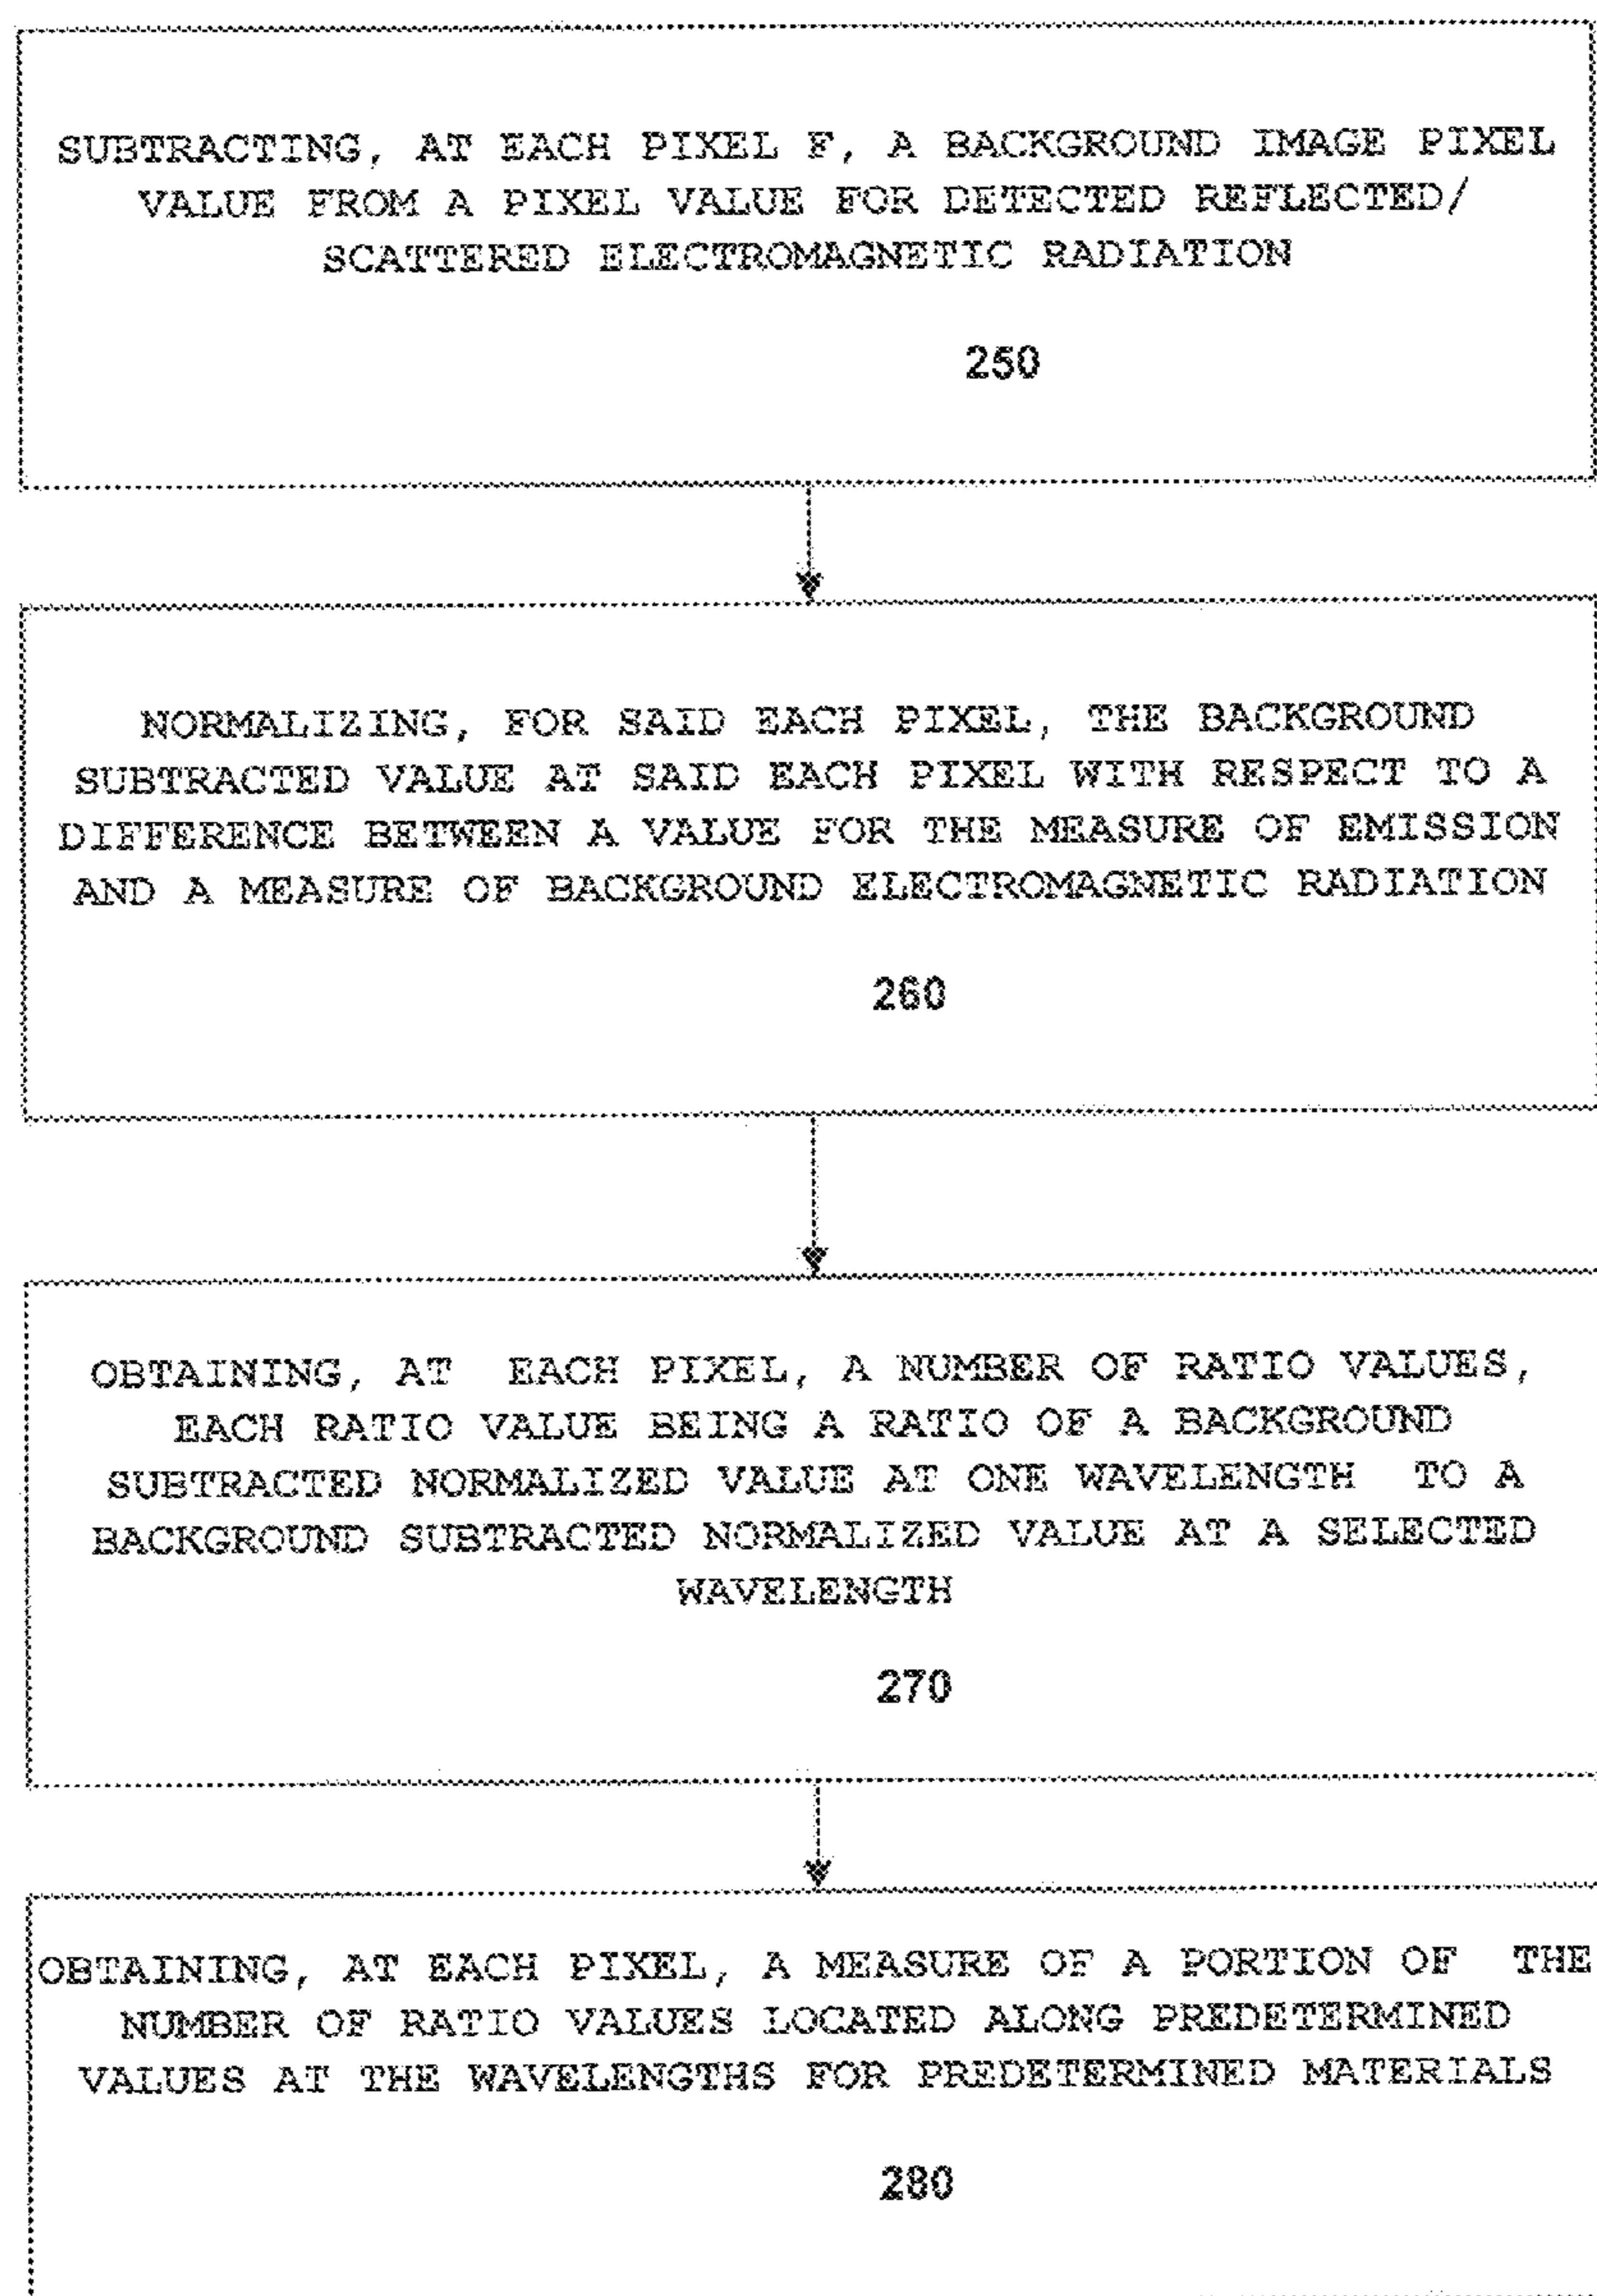 SUBTRACTING, AT EACH PIXEL F, A BACKGROUND IMAGE PIXEL
VALUE FROM A PIXEL VALUE FOR DETECTED REFLECTED/
SCATTERED ELECTROMAGNETIC RADIATION
250
NORMALIZING, FOR SAID EACH PIXEL, THE BACKGROUND
SUBTRACTED VALUE AT SAID EACH PIXEL WITH RESPECT TO A
DIFFERENCE BETWEEN A VALUE FOR THE MEASURE OF EMISSION
AND A MEASURE OF BACKGROUND ELECTROMAGNETIC RADIATION
260
OBTAINING, AT EACH PIXEL, A NUMBER OF RATIO VALUES,
EACH RATIO VALUE BEING A RATIO OF A BACKGROUND
SUBTRACTED NORMALIZED VALUE AT ONE WAVELENGTH TO A
BACKGROUND SUBTRACTED NORMALIZED VALUE AT A SELECTED
WAVELENGTH
270
OBTAINING, AT EACH PIXEL, A MEASURE OF A PORTION OF THE
NUMBER OF RATIO VALUES LOCATED ALONG PREDETERMINED
VALUES AT THE WAVELENGTHS FOR PREDETERMINED MATERIALS
280